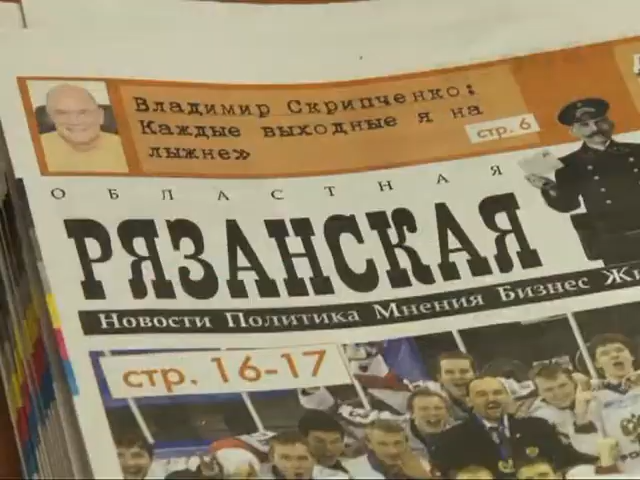 Владимир Скрипченко:
Каждые выходные я на
лыжне»
стр. 6
ОБЛАСТНАЯ
РЯЗАНСКАЯ
Новости Политика Мнения Бизнес
стр. 16-17